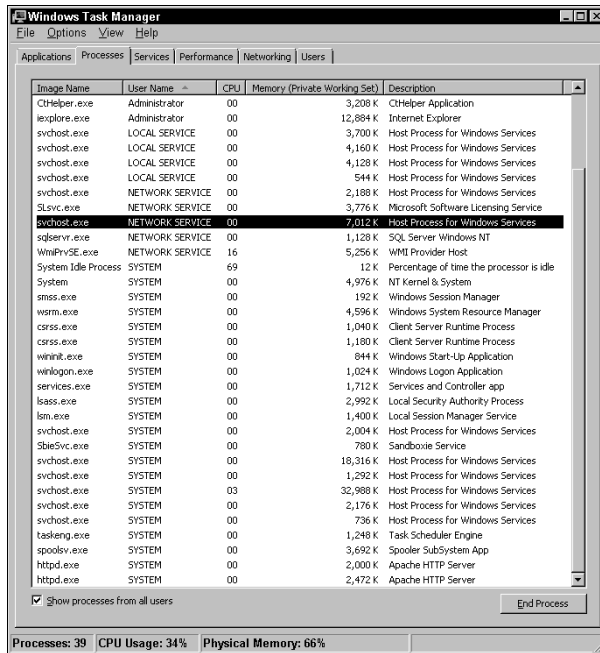 Windows Task Manager
File Options View Help
Applications Processes Services Performance Networking Users
Image Name User Name CPU Memory (Private Working Set) Description
CtHelper.exe Administrator 00 3,208 K CtHelper Application
iexplore.exe Administrator 00 12,884 K Internet Explorer
svchost.exe LOCAL SERVICE 00 3,700 K Host Process for Windows Services
svchost.exe LOCAL SERVICE 00 4,160 K Host Process for Windows Services
svchost.exe LOCAL SERVICE 00 4,128 K Host Process for Windows Services
svchost.exe LOCAL SERVICE 00 544 K Host Process for Windows Services
svchost.exe NETWORK SERVICE 00 2,188 K Host Process for Windows Services
SLsvc.exe NETWORK SERVICE 00 3,776 K Microsoft Software Licensing Service
svchost.exe NETWORK SERVICE 00 7,012 K Host Process for Windows Services
sqlservr.exe NETWORK SERVICE 00 1,128 K SQL Server Windows NT
WmiPrvSE.exe NETWORK SERVICE 16 5,256 K WMI Provider Host
System Idle Process SYSTEM 69 12 K Percentage of time the processor is idle
System SYSTEM 00 4,976 K NT Kernel & System
smss.exe SYSTEM 00 192 K Windows Session Manager
wsrm.exe SYSTEM 00 4,596 K Windows System Resource Manager
csrss.exe SYSTEM 00 1,040 K Client Server Runtime Process
csrss.exe SYSTEM 00 1,180 K Client Server Runtime Process
wininit.exe SYSTEM 00 844 K Windows Start-Up Application
winlogon.exe SYSTEM 00 1,024 K Windows Logon Application
services.exe SYSTEM 00 1,712 K Services and Controller app
lsass.exe SYSTEM 00 2,992 K Local Security Authority Process
lsm.exe SYSTEM 00 1,400 K Local Session Manager Service
svchost.exe SYSTEM 00 2,004 K Host Process for Windows Services
SbieSvc.exe SYSTEM 00 780 K Sandboxie Service
svchost.exe SYSTEM 00 18,316 K Host Process for Windows Services
svchost.exe SYSTEM 00 1,292 K Host Process for Windows Services
svchost.exe SYSTEM 03 32,988 K Host Process for Windows Services
svchost.exe SYSTEM 00 2,176 K Host Process for Windows Services
svchost.exe SYSTEM 00 736 K Host Process for Windows Services
taskeng.exe SYSTEM 00 1,248 K Task Scheduler Engine
spoolsv.exe SYSTEM 00 3,692 K Spooler SubSystem App
httpd.exe SYSTEM 00 2,000 K Apache HTTP Server
httpd.exe SYSTEM 00 2,472 K Apache HTTP Server
Show processes from all users
End Process
Processes: 39 CPU Usage: 34% Physical Memory: 66%